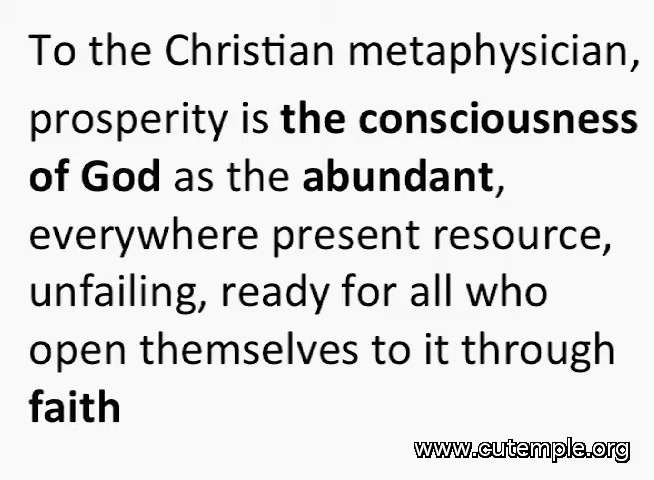 To the Christian metaphysician,
prosperity is the consciousness
of God as the abundant,
everywhere present resource,
unfailing, ready for all who
open themselves to it through
faith
www.cutemple.org